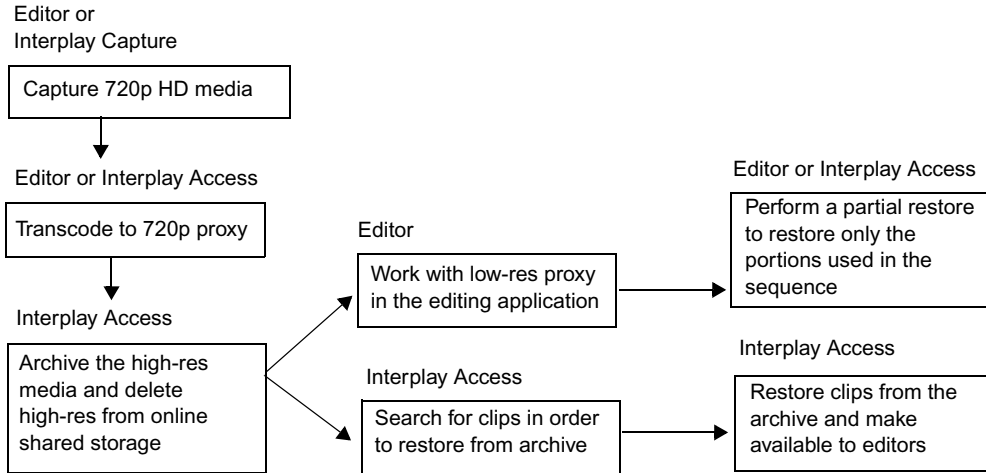 Editor or
Interplay Capture
Capture 720p HD media
Editor or Interplay Access
Transcode to 720p proxy
Interplay Access
Archive the high-res
media and delete
high-res from online
shared storage
Editor
Work with low-res proxy
in the editing application
Editor or Interplay Access
Perform a partial restore
to restore only the
portions used in the
sequence
Interplay Access
Search for clips in order
to restore from archive
Interplay Access
Restore clips from the
archive and make
available to editors